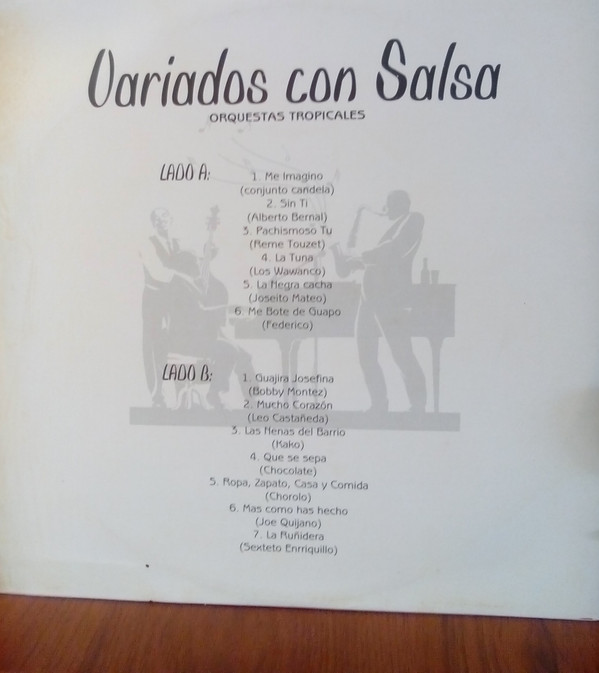 Variados con Salsa
ORQUESTAS TROPICALES
LADO A:
1. Me Imagino
(conjunto candela)
2. Sin Ti
(Alberto Bernal)
3. Pachismoso Tu
(Reme Touzet)
4. La Tuna
(Los Wawanco)
5. La Negra cacha
(Joseito Mateo)
6. Me Bote de Guapo
(Federico)
LADO B:
1. Guajira Josefina
(Bobby Montez)
2. Mucho Corazón
(Leo Castañeda)
3. Las Nenas del Barrio
(Kako)
4. Que se sepa
(Chocolate)
5. Ropa, Zapato, Casa y Comida
(Chorolo)
6. Mas como has hecho
(Joe Quijano)
7. La Ruñidera
(Sexteto Enrriquillo)